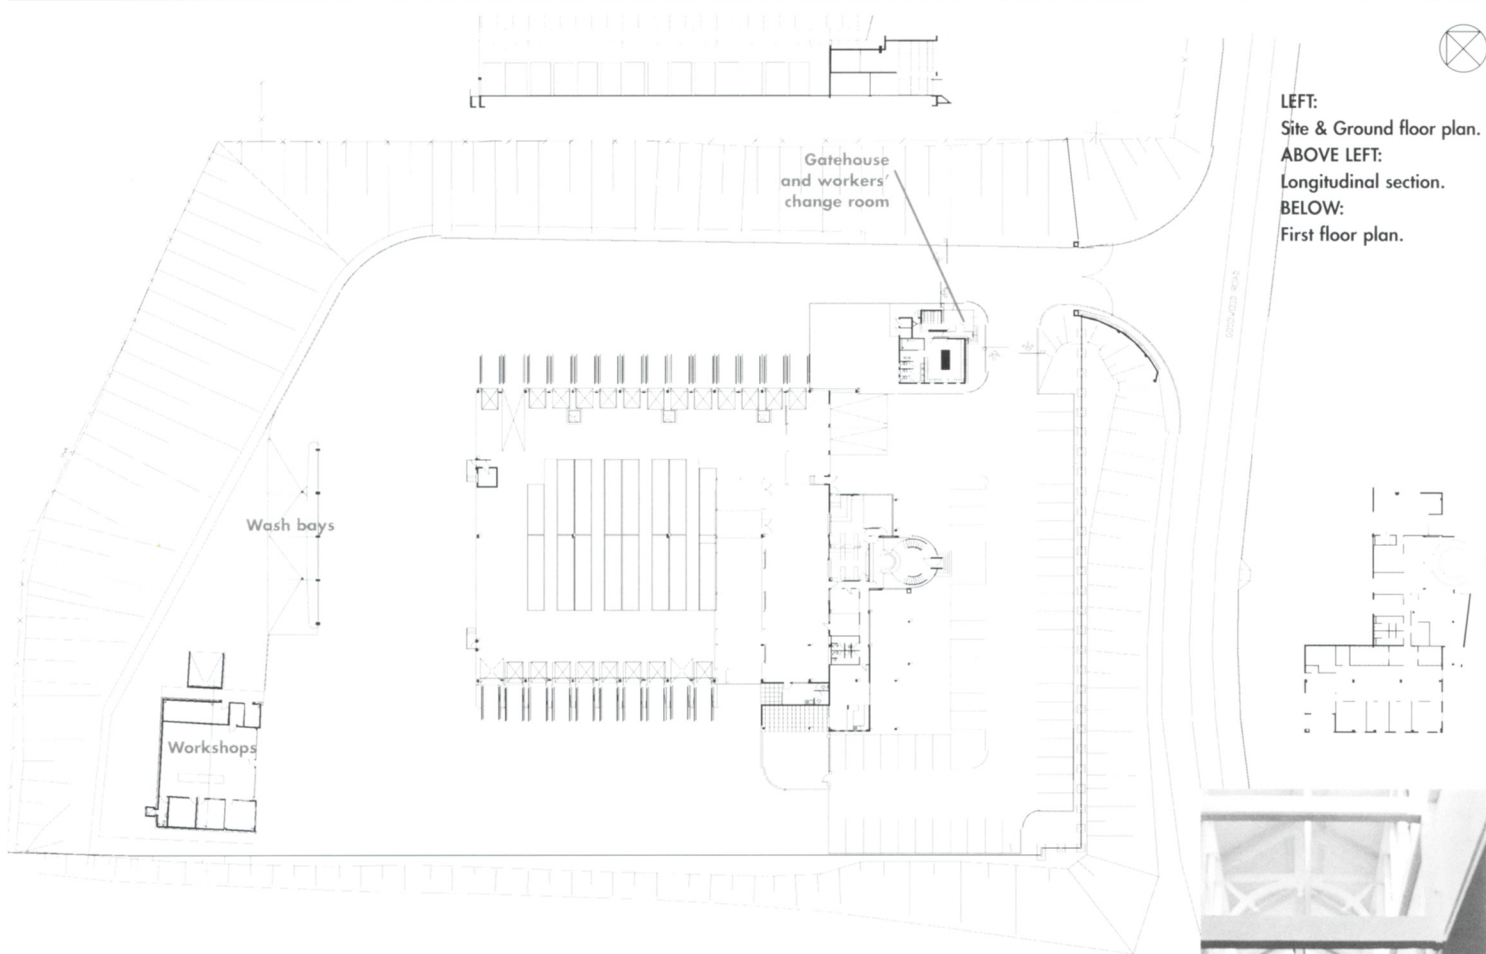 LEFT:
Site & Ground floor plan.
ABOVE LEFT:
Longitudinal section.
BELOW:
First floor plan.
Gatehouse
and workers'
change room
Wash bays
Workshops